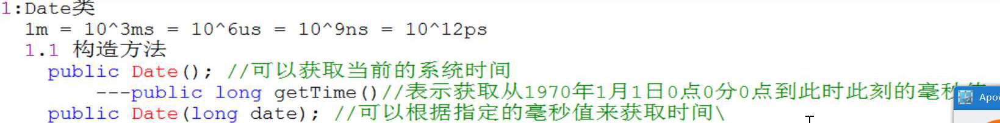 1:Date类
1m = 10^3ms = 10^6us = 10^9ns = 10^12ps
1.1 构造方法
public Date(); //可以获取当前的系统时间
---public long getTime()//表示获取从1970年1月1日0点0分0点到此时此刻的毫秒
Apow
public Date(long date); //可以根据指定的毫秒值来获取时间\